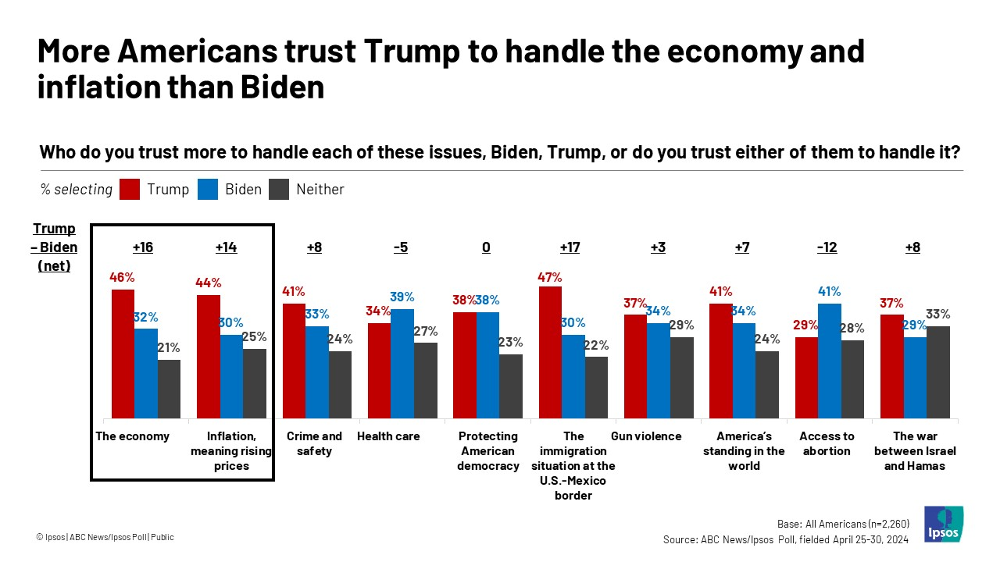 More Americans trust Trump to handle the economy and
inflation than Biden
Who do you trust more to handle each of these issues, Biden, Trump, or do you trust either of them to handle it?
% selecting Trump Biden Neither
Trump
– Biden
(net)
+16 +14 +8 -5 0 +17 +3 +7 -12 +8
46% 32% 21%
44% 30% 25%
41% 33% 24%
34% 39% 27%
38% 38% 23%
47% 30% 22%
37% 34% 29%
41% 34% 24%
29% 41% 28%
37% 29% 33%
The economy
Inflation,
meaning rising
prices
Crime and
safety
Health care
Protecting
American
democracy
The
immigration
situation at the
U.S.-Mexico
border
Gun violence
America's
standing in the
world
Access to
abortion
The war
between Israel
and Hamas
Base: All Americans (n=2,260)
Source: ABC News/Ipsos Poll, fielded April 25-30, 2024
© Ipsos | ABC News/Ipsos Poll | Public
Ipsos